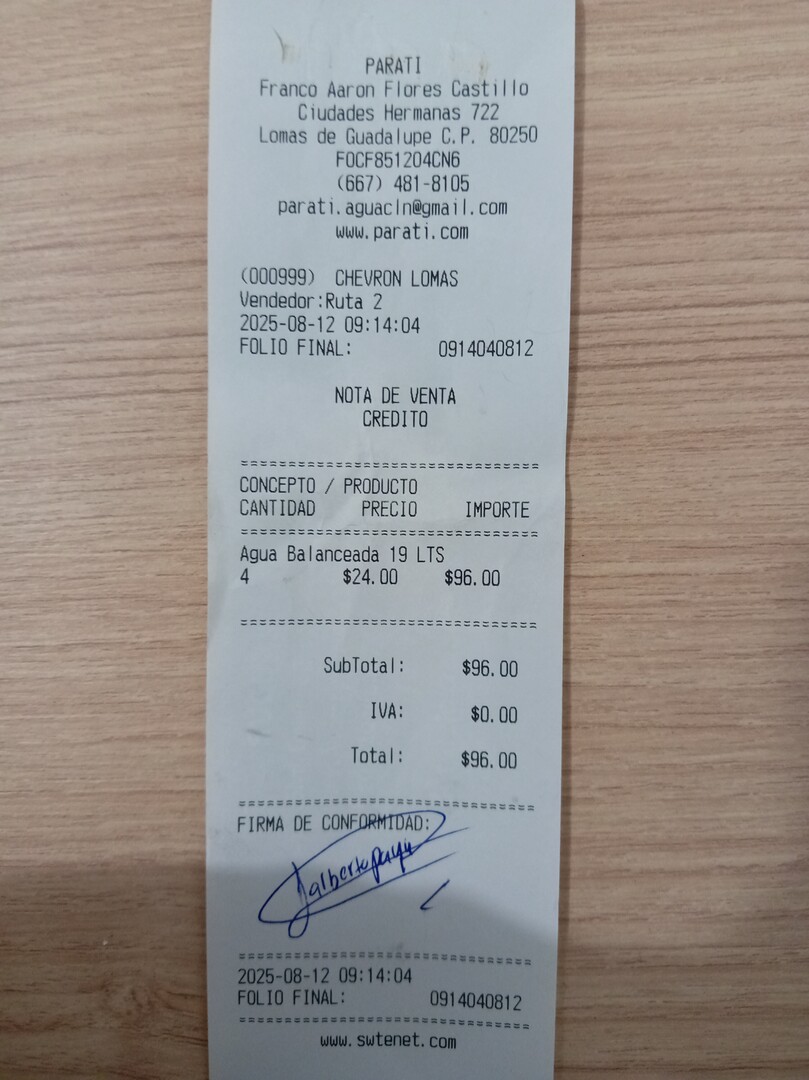 PARATI
Franco Aaron Flores Castillo
Ciudades Hermanas 722
Lomas de Guadalupe C.P. 80250
FOCF851204CN6
(667) 481-8105
parati.aguacln@gmail.com
www.parati.com
(000999) CHEVRON LOMAS
Vendedor:Ruta 2
2025-08-12 09:14:04
FOLIO FINAL: 0914040812
NOTA DE VENTA
CREDITO
================================
CONCEPTO / PRODUCTO
CANTIDAD PRECIO IMPORTE
================================
Agua Balanceada 19 LTS
4 $24.00 $96.00
================================
SubTotal: $96.00
IVA: $0.00
Total: $96.00
================================
FIRMA DE CONFORMIDAD:
alberto
================================
2025-08-12 09:14:04
FOLIO FINAL: 0914040812
================================
www.swtenet.com